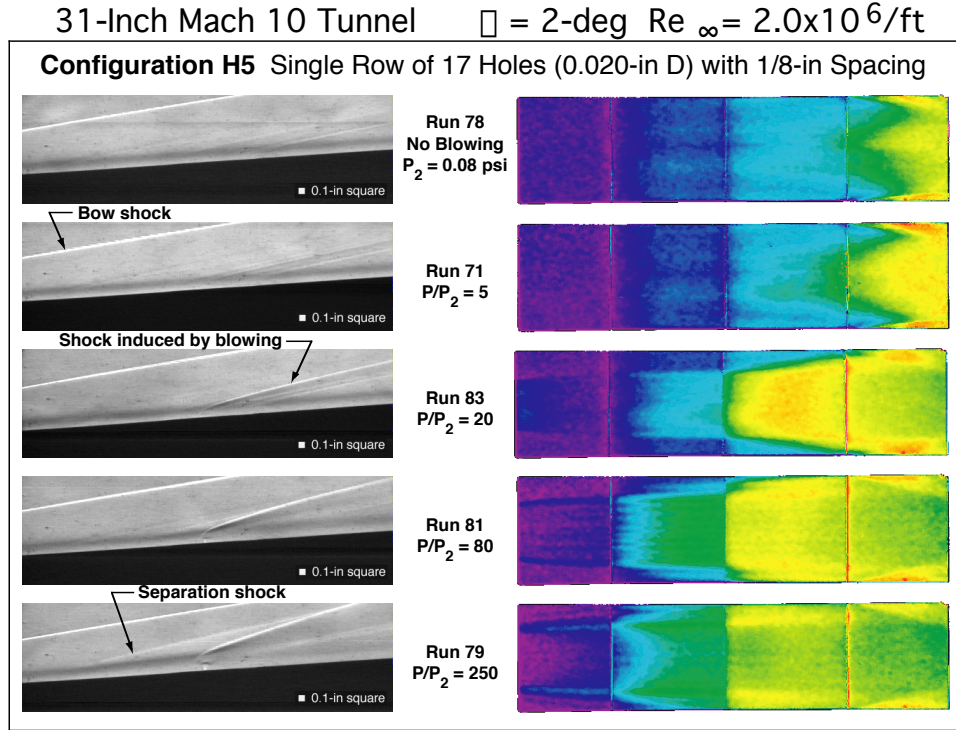 31-Inch Mach 10 Tunnel    ▯ = 2-deg  Re ∞ = 2.0x10⁶/ft
Configuration H5  Single Row of 17 Holes (0.020-in D) with 1/8-in Spacing
Run 78
No Blowing
P₂ = 0.08 psi
0.1-in square
Bow shock
Run 71
P/P₂ = 5
0.1-in square
Shock induced by blowing
Run 83
P/P₂ = 20
0.1-in square
Run 81
P/P₂ = 80
0.1-in square
Separation shock
Run 79
P/P₂ = 250
0.1-in square